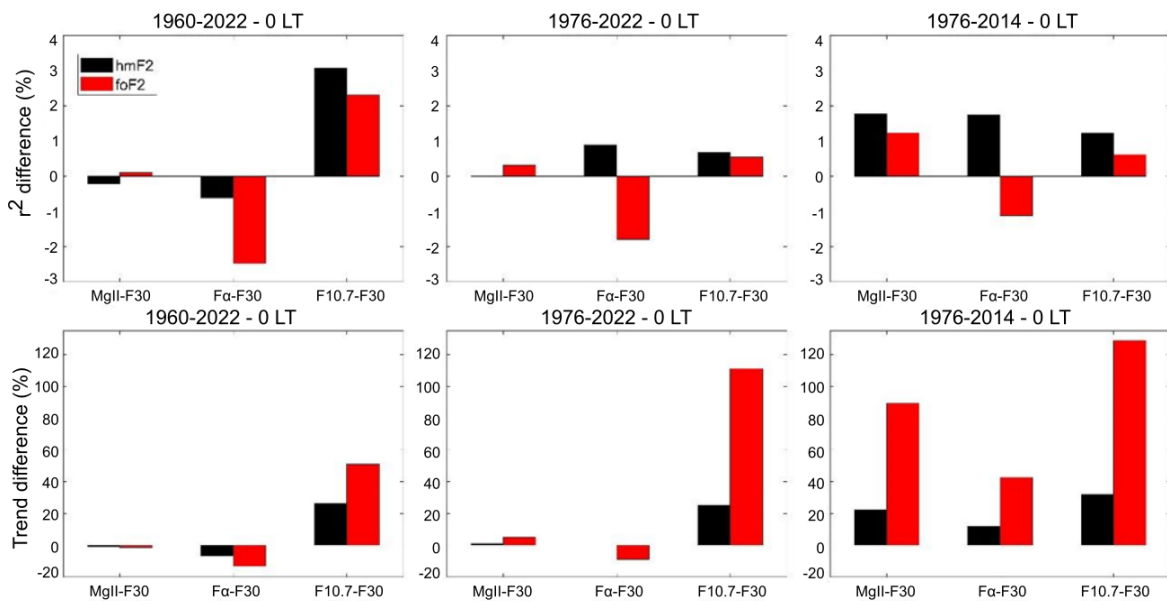 1960-2022 - 0 LT 1976-2022 - 0 LT 1976-2014 - 0 LT
r² difference (%)
4 4 4
hmF2
3 3 3
foF2
2 2 2
1 1 1
0 0 0
-1 -1 -1
-2 -2 -2
-3 -3 -3
MgII-F30 Fα-F30 F10.7-F30 MgII-F30 Fα-F30 F10.7-F30 MgII-F30 Fα-F30 F10.7-F30
1960-2022 - 0 LT 1976-2022 - 0 LT 1976-2014 - 0 LT
Trend difference (%)
120 120 120
100 100 100
80 80 80
60 60 60
40 40 40
20 20 20
0 0 0
-20 -20 -20
MgII-F30 Fα-F30 F10.7-F30 MgII-F30 Fα-F30 F10.7-F30 MgII-F30 Fα-F30 F10.7-F30